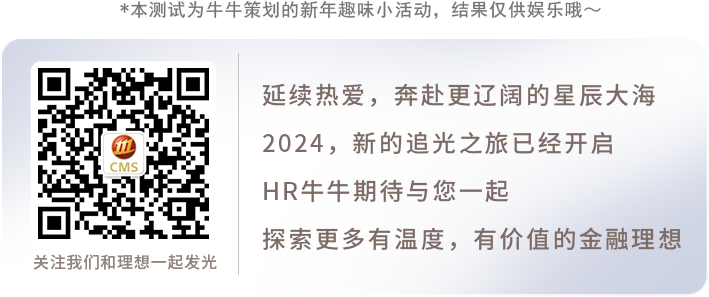 *本测试为牛牛策划的新年趣味小活动，结果仅供娱乐哦～
延续热爱，奔赴更辽阔的星辰大海
2024，新的追光之旅已经开启
HR牛牛期待与您一起
探索更多有温度，有价值的金融理想
CMS
关注我们和理想一起发光